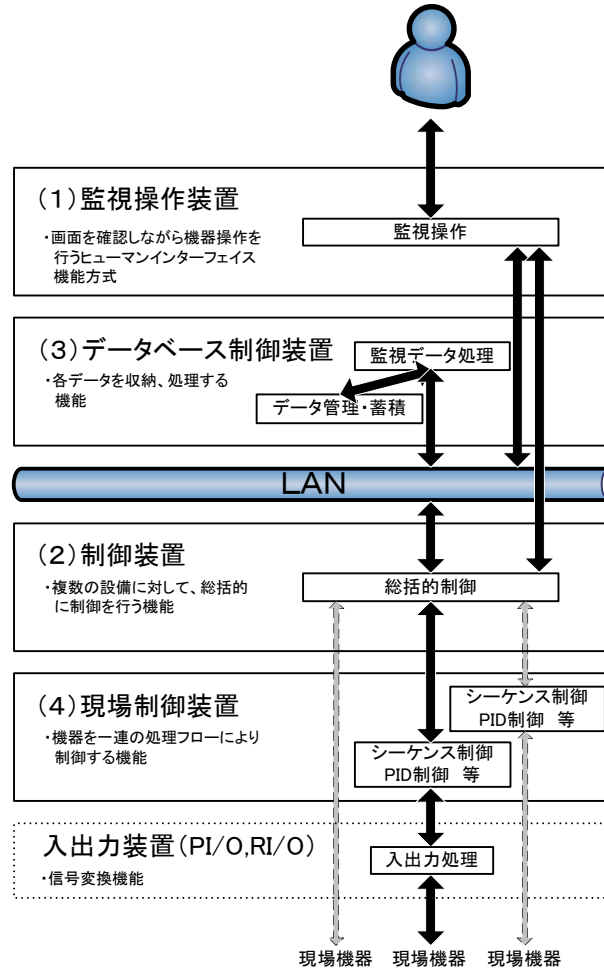 (1)監視操作装置
・画面を確認しながら機器操作を
行うヒューマンインターフェイス
機能方式
監視操作
(3)データベース制御装置
・各データを収納、処理する
機能
監視データ処理
データ管理・蓄積
LAN
(2)制御装置
・複数の設備に対して、総括的
に制御を行う機能
総括的制御
(4)現場制御装置
・機器を一連の処理フローにより
制御する機能
シーケンス制御
PID制御 等
シーケンス制御
PID制御 等
入出力装置(PI/O,RI/O)
・信号変換機能
入出力処理
現場機器 現場機器 現場機器